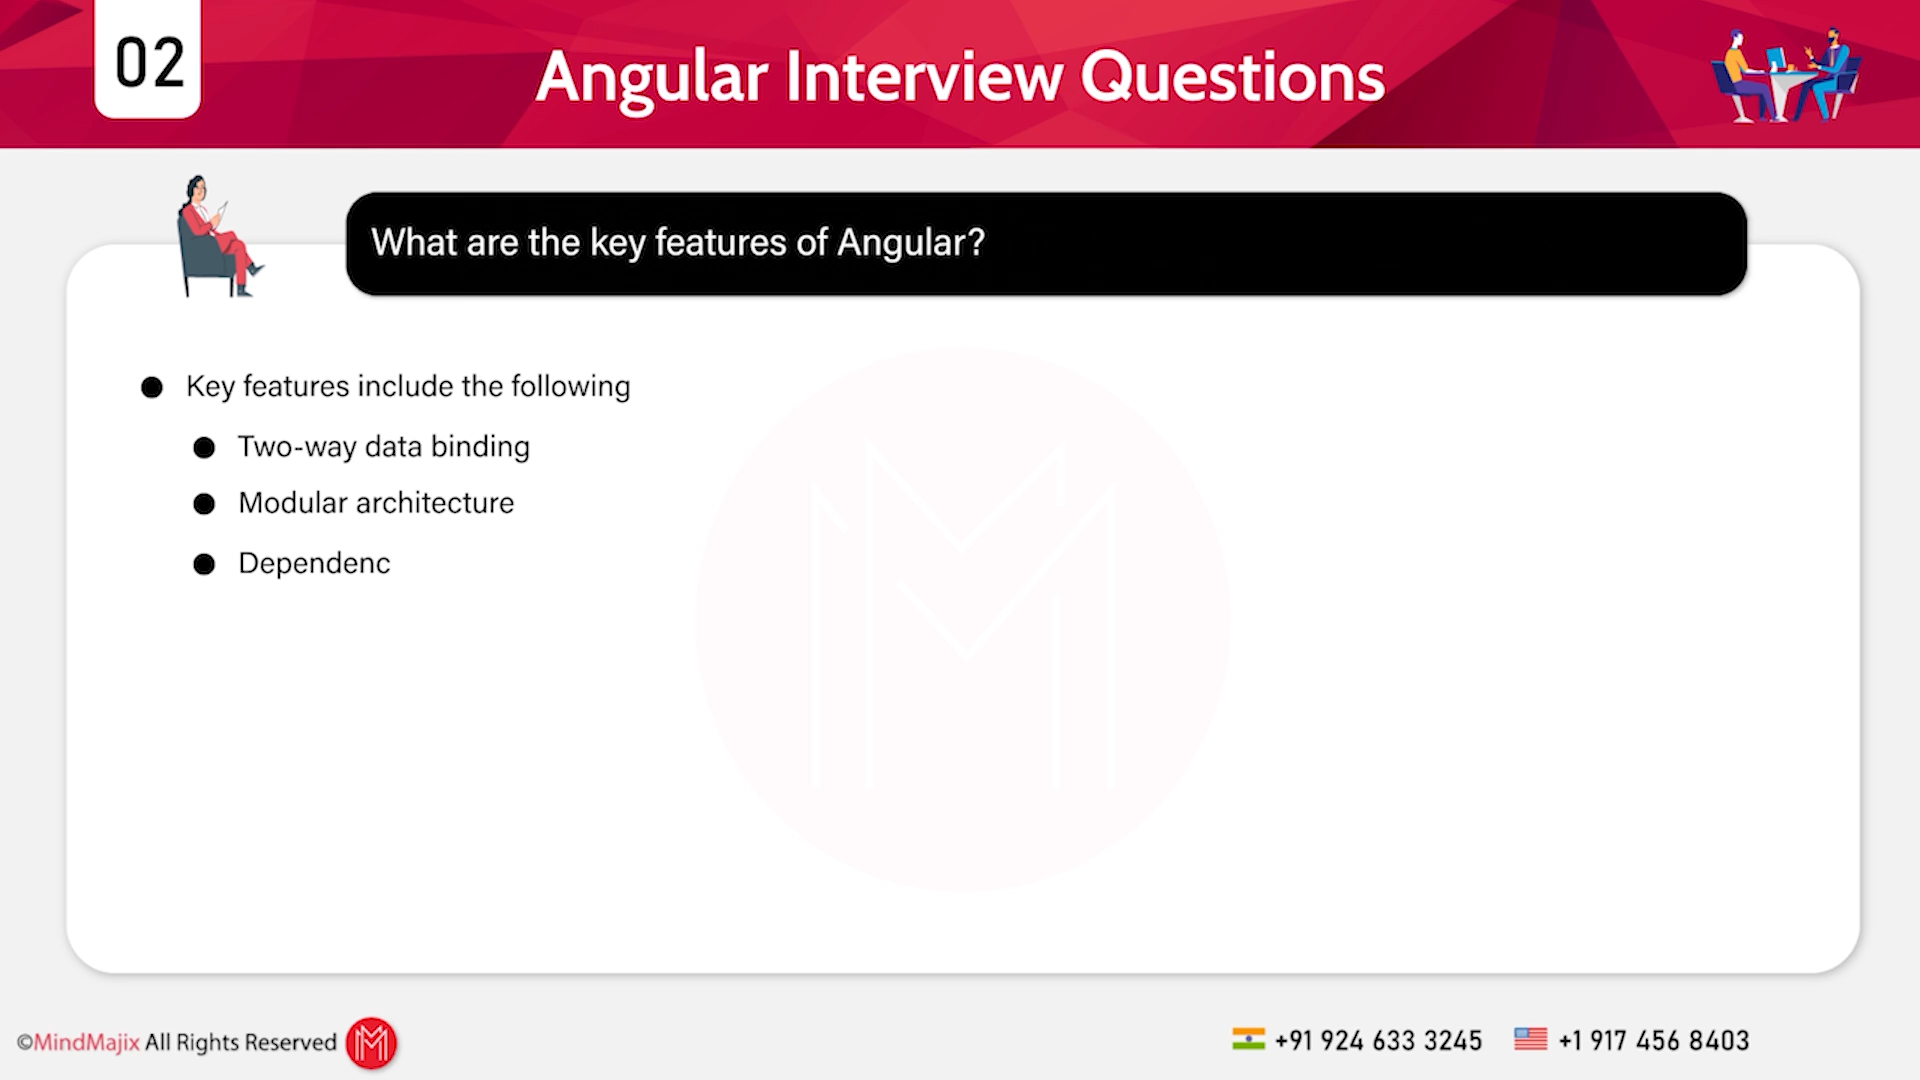 02
Angular Interview Questions
What are the key features of Angular?
Key features include the following
Two-way data binding
Modular architecture
Dependenc
©MindMajix All Rights Reserved
+91 924 633 3245
+1 917 456 8403